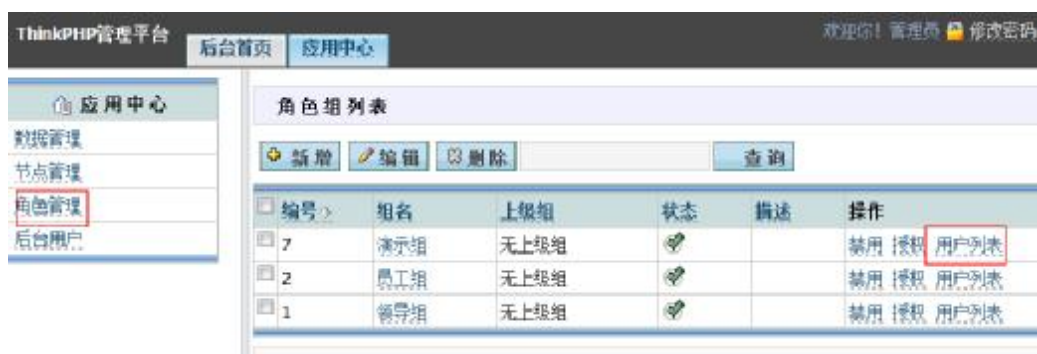 ThinkPHP管理平台
后台首页 应用中心
欢迎你！管理员 修改密码
应用中心
数据管理
节点管理
角色管理
后台用户
角色组列表
新增 编辑 删除 查询
编号 组名 上级组 状态 描述 操作
7 演示组 无上级组 禁用 授权 用户列表
2 员工组 无上级组 禁用 授权 用户列表
1 领导组 无上级组 禁用 授权 用户列表